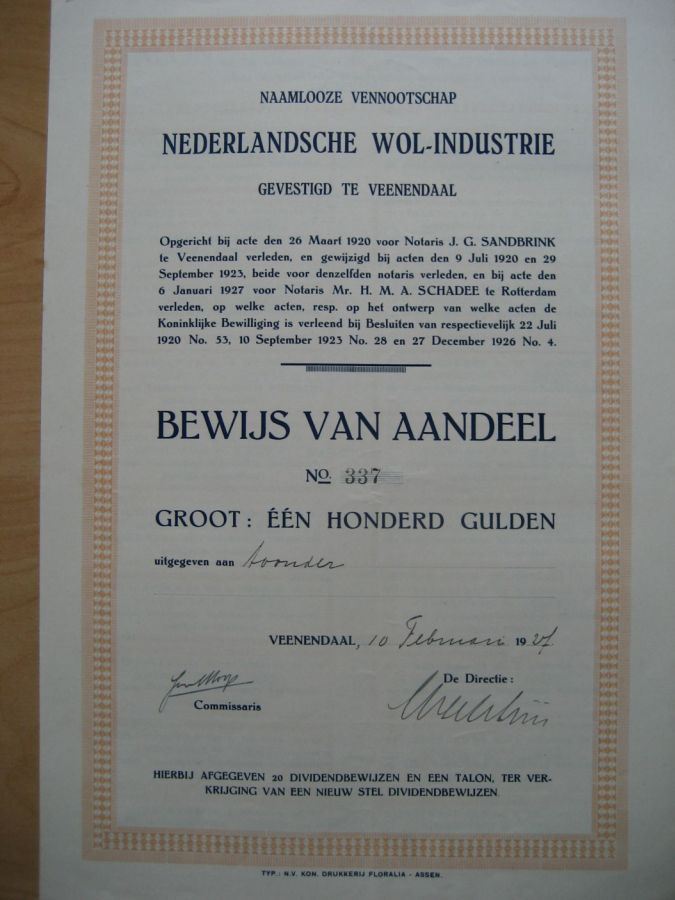 NAAMLOOZE VENNOOTSCHAP
NEDERLANDSCHE WOL-INDUSTRIE
GEVESTIGD TE VEENENDAAL
Opgericht bij acte den 26 Maart 1920 voor Notaris J. G. SANDBRINK
te Veenendaal verleden, en gewijzigd bij acten den 9 Juli 1920 en 29
September 1923, beide voor denzelfden notaris verleden, en bij acte den
6 Januari 1927 voor Notaris Mr. H. M. A. SCHADEE te Rotterdam
verleden, op welke acten, resp. op het ontwerp van welke acten de
Koninklijke Bewilliging is verleend bij Besluiten van respectievelijk 22 Juli
1920 No. 53, 10 September 1923 No. 28 en 27 December 1926 No. 4.
BEWIJS VAN AANDEEL
No. 337
GROOT: ÉÉN HONDERD GULDEN
uitgegeven aan toonder
VEENENDAAL, 10 Februari 1927
De Directie:
Commissaris
HIERBIJ AFGEGEVEN 20 DIVIDENDBEWIJZEN EN EEN TALON, TER VER-
KRIJGING VAN EEN NIEUW STEL DIVIDENDBEWIJZEN.
TYP.: N.V. KON. DRUKKERIJ FLORALIA - ASSEN.